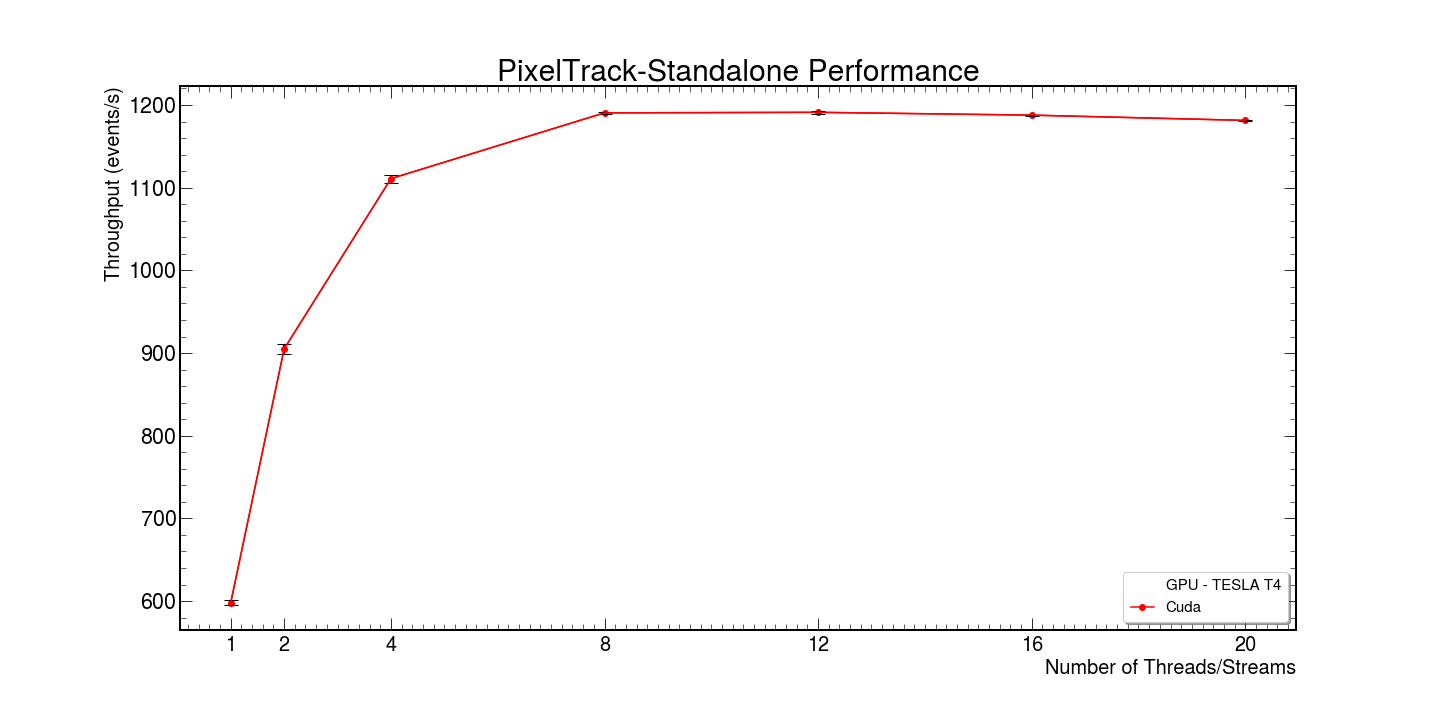 PixelTrack-Standalone Performance
Throughput (events/s)
1200
1100
1000
900
800
700
600
1 2 4 8 12 16 20
Number of Threads/Streams
GPU - TESLA T4
Cuda